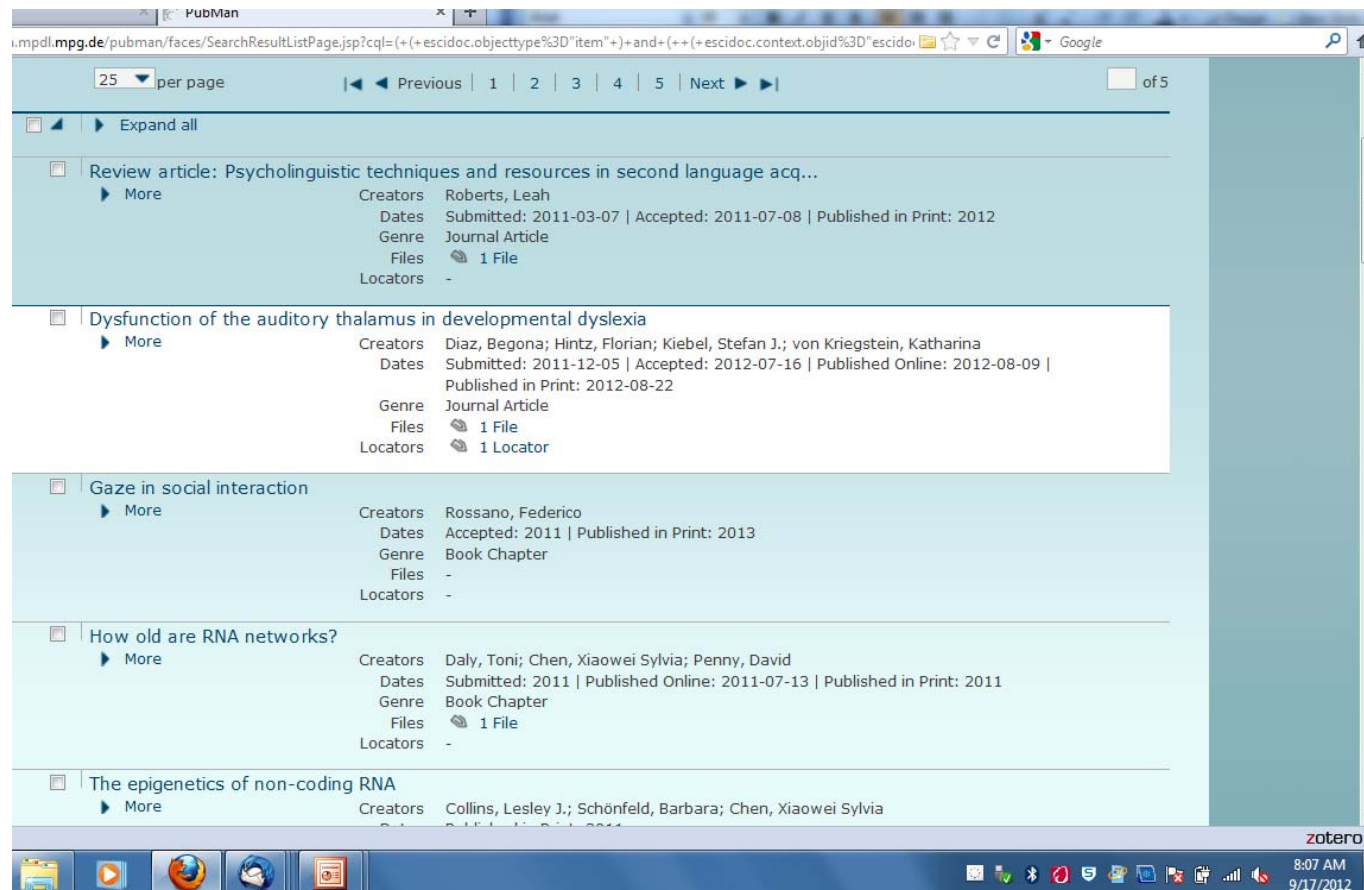 PubMan
.mpdl.mpg.de/pubman/faces/SearchResultListPage.jsp?cql=(+(+escidoc.objecttype%3D"item"+)+and+(++(+escidoc.context.objid%3D"escido Google
25 per page Previous | 1 | 2 | 3 | 4 | 5 | Next of 5
Expand all
Review article: Psycholinguistic techniques and resources in second language acq...
More Creators Roberts, Leah
Dates Submitted: 2011-03-07 | Accepted: 2011-07-08 | Published in Print: 2012
Genre Journal Article
Files 1 File
Locators -
Dysfunction of the auditory thalamus in developmental dyslexia
More Creators Diaz, Begona; Hintz, Florian; Kiebel, Stefan J.; von Kriegstein, Katharina
Dates Submitted: 2011-12-05 | Accepted: 2012-07-16 | Published Online: 2012-08-09 |
Published in Print: 2012-08-22
Genre Journal Article
Files 1 File
Locators 1 Locator
Gaze in social interaction
More Creators Rossano, Federico
Dates Accepted: 2011 | Published in Print: 2013
Genre Book Chapter
Files -
Locators -
How old are RNA networks?
More Creators Daly, Toni; Chen, Xiaowei Sylvia; Penny, David
Dates Submitted: 2011 | Published Online: 2011-07-13 | Published in Print: 2011
Genre Book Chapter
Files 1 File
Locators -
The epigenetics of non-coding RNA
More Creators Collins, Lesley J.; Schönfeld, Barbara; Chen, Xiaowei Sylvia
zotero
8:07 AM
9/17/2012